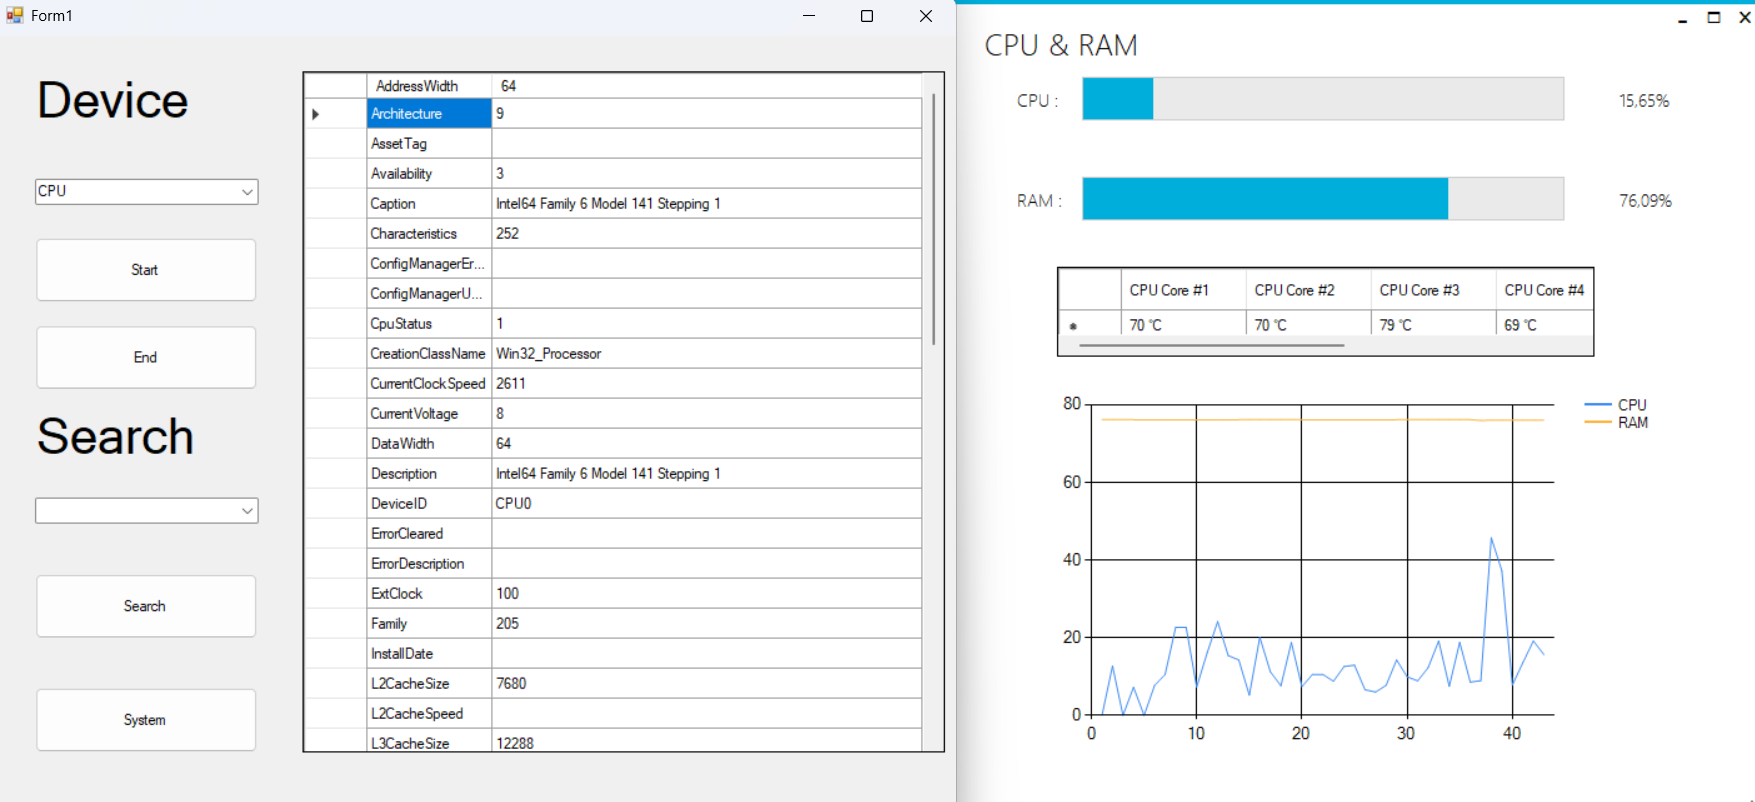 Form1
Device
CPU
Start
End
Search
Search
System
AddressWidth 64
Architecture 9
AssetTag
Availability 3
Caption Intel64 Family 6 Model 141 Stepping 1
Characteristics 252
ConfigManagerEr...
ConfigManagerU...
CpuStatus 1
CreationClassName Win32_Processor
CurrentClockSpeed 2611
CurrentVoltage 8
DataWidth 64
Description Intel64 Family 6 Model 141 Stepping 1
DeviceID CPU0
ErrorCleared
ErrorDescription
ExtClock 100
Family 205
InstallDate
L2CacheSize 7680
L2CacheSpeed
L3CacheSize 12288
CPU & RAM
CPU : 15,65%
RAM : 76,09%
CPU Core #1 CPU Core #2 CPU Core #3 CPU Core #4
70 °C 70 °C 79 °C 69 °C
80
60
40
20
0
0 10 20 30 40
CPU
RAM